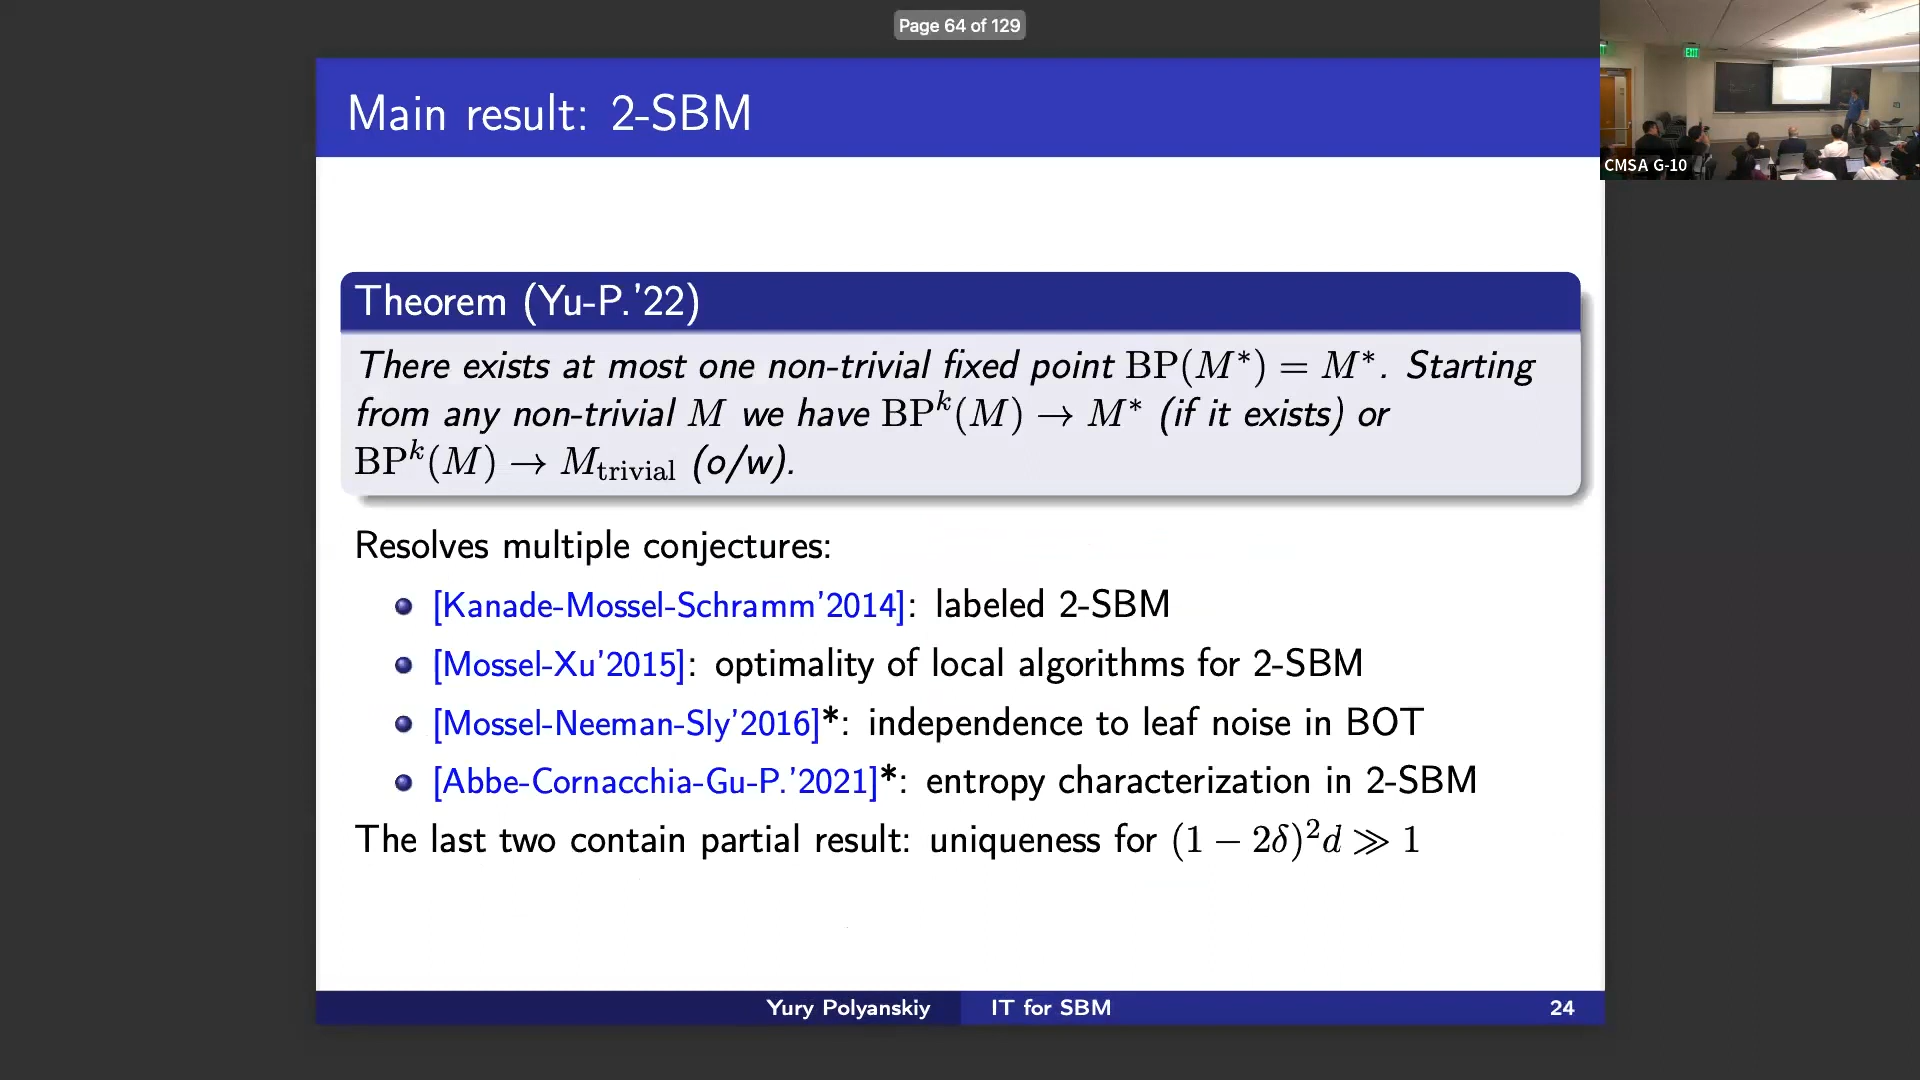 Page 64 of 129
Main result: 2-SBM
EXIT
CMSA G-10
Theorem (Yu-P.'22)
There exists at most one non-trivial fixed point BP(M*) = M*. Starting
from any non-trivial M we have BP^k(M) → M* (if it exists) or
BP^k(M) → M_trivial (o/w).
Resolves multiple conjectures:
[Kanade-Mossel-Schramm'2014]: labeled 2-SBM
[Mossel-Xu'2015]: optimality of local algorithms for 2-SBM
[Mossel-Neeman-Sly'2016]*: independence to leaf noise in BOT
[Abbe-Cornacchia-Gu-P.'2021]*: entropy characterization in 2-SBM
The last two contain partial result: uniqueness for (1 − 2δ)²d ≫ 1
Yury Polyanskiy IT for SBM 24